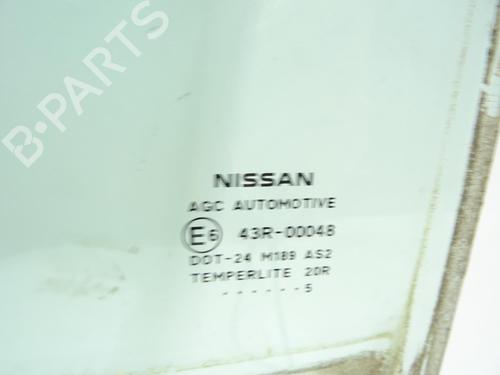 B-PARTS
NISSAN
AGC AUTOMOTIVE
E6 43R-00048
DOT-24 M189 AS2
TEMPERLITE 20R
- - - - - - 5